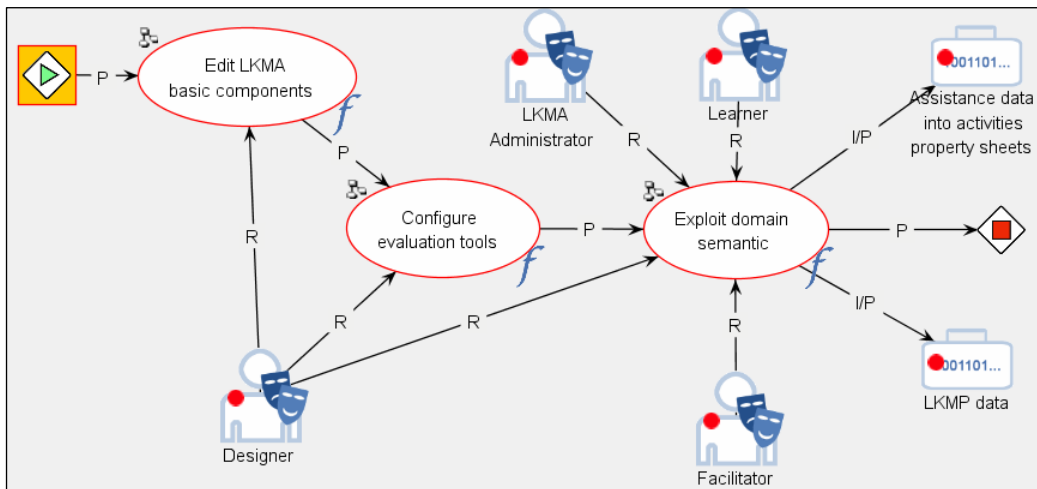 P
Edit LKMA
basic components
f
P
R
LKMA
Administrator
R
Learner
R
001101...
Assistance data
into activities
property sheets
I/P
Configure
evaluation tools
f
P
Exploit domain
semantic
f
P
R
R
R
I/P
001101...
LKMP data
Designer
Facilitator